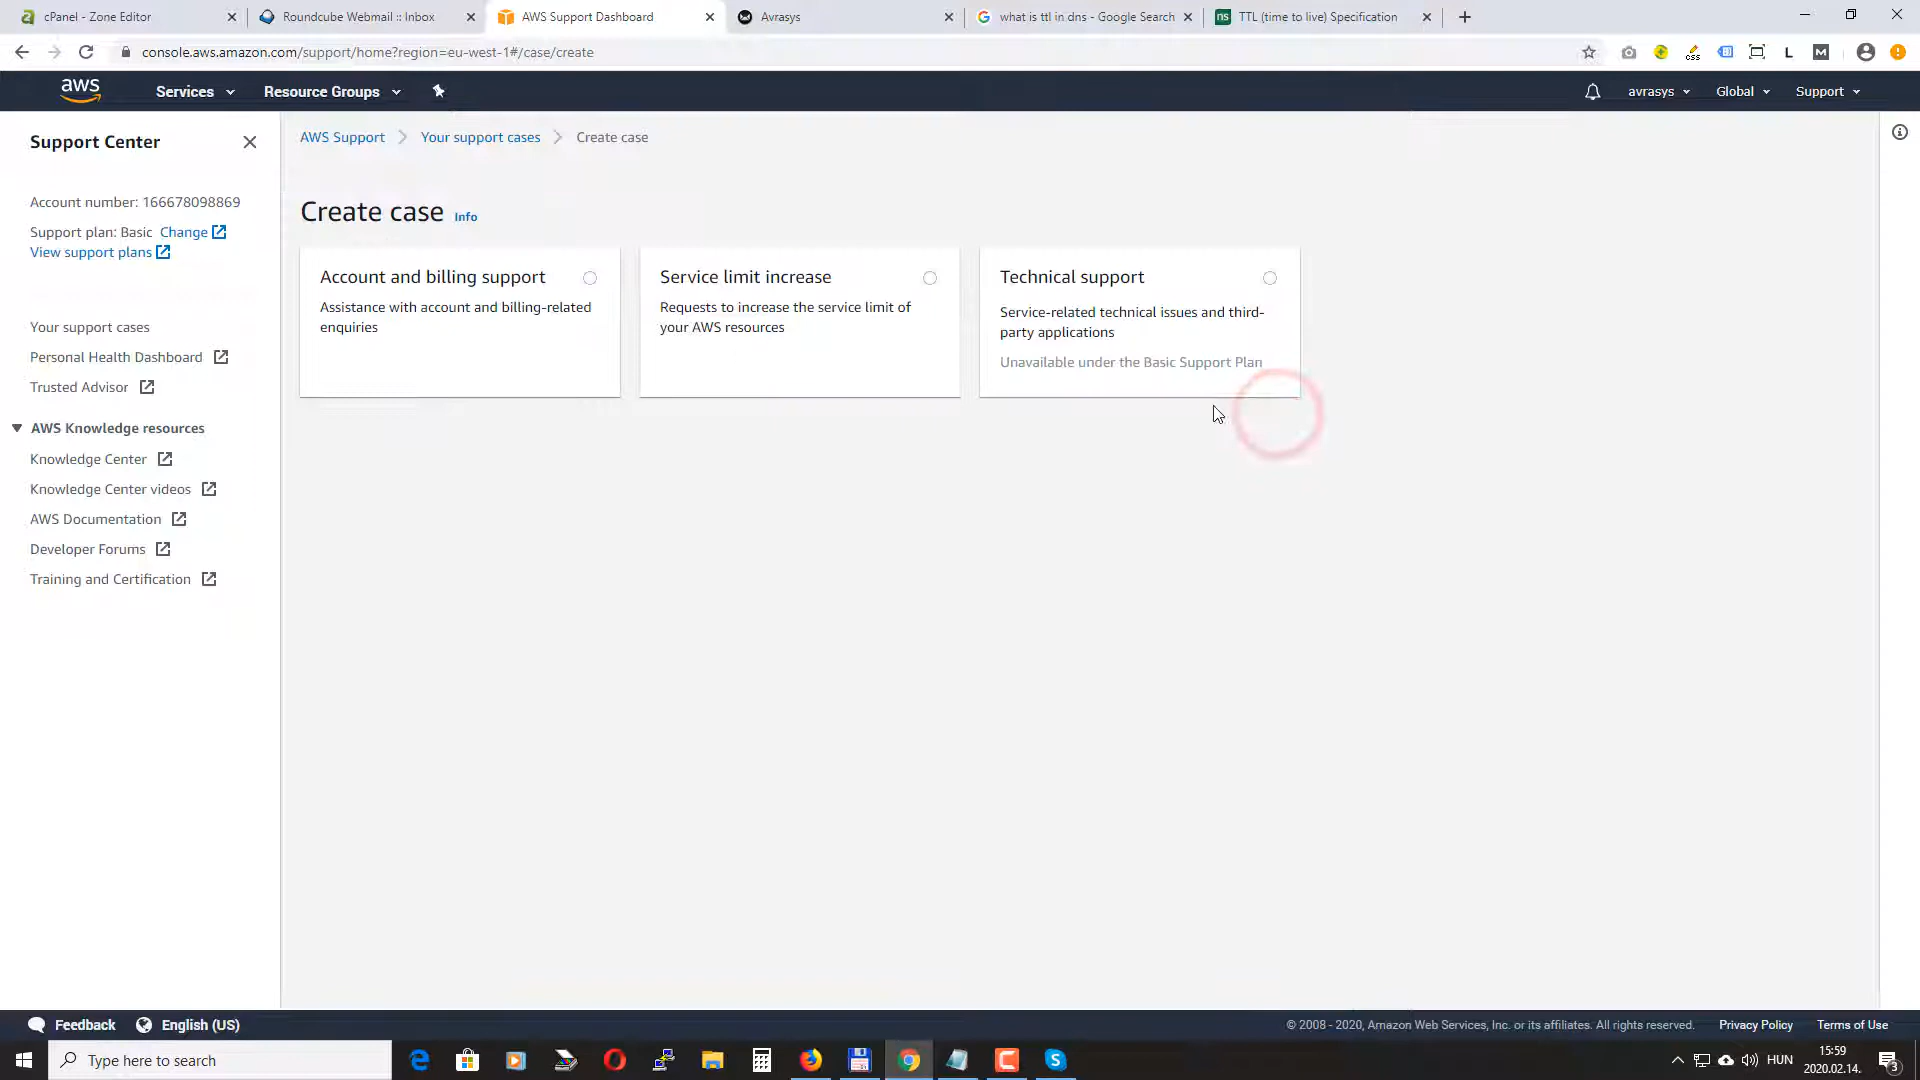 cPanel - Zone Editor
Roundcube Webmail :: Inbox
AWS Support Dashboard
Avrasys
what is ttl in dns - Google Search
ns TTL (time to live) Specification
console.aws.amazon.com/support/home?region=eu-west-1#/case/create
css
L
M
aws
Services
Resource Groups
avrasys
Global
Support
Support Center
AWS Support
Your support cases
Create case
Account number: 166678098869
Support plan: Basic Change
View support plans
Create case Info
Account and billing support
Assistance with account and billing-related
enquiries
Service limit increase
Requests to increase the service limit of
your AWS resources
Technical support
Service-related technical issues and third-
party applications
Unavailable under the Basic Support Plan
Your support cases
Personal Health Dashboard
Trusted Advisor
AWS Knowledge resources
Knowledge Center
Knowledge Center videos
AWS Documentation
Developer Forums
Training and Certification
Feedback
English (US)
© 2008 - 2020, Amazon Web Services, Inc. or its affiliates. All rights reserved.
Privacy Policy
Terms of Use
Type here to search
HUN
15:59
2020.02.14.
3